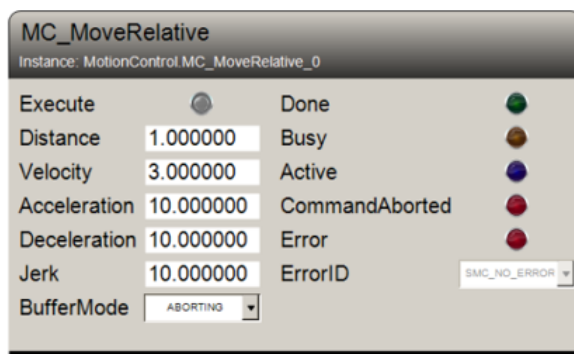 MC_MoveRelative
Instance: MotionControl.MC_MoveRelative_0
Execute Done
Distance 1.000000 Busy
Velocity 3.000000 Active
Acceleration 10.000000 CommandAborted
Deceleration 10.000000 Error
Jerk 10.000000 ErrorID SMC_NO_ERROR
BufferMode ABORTING